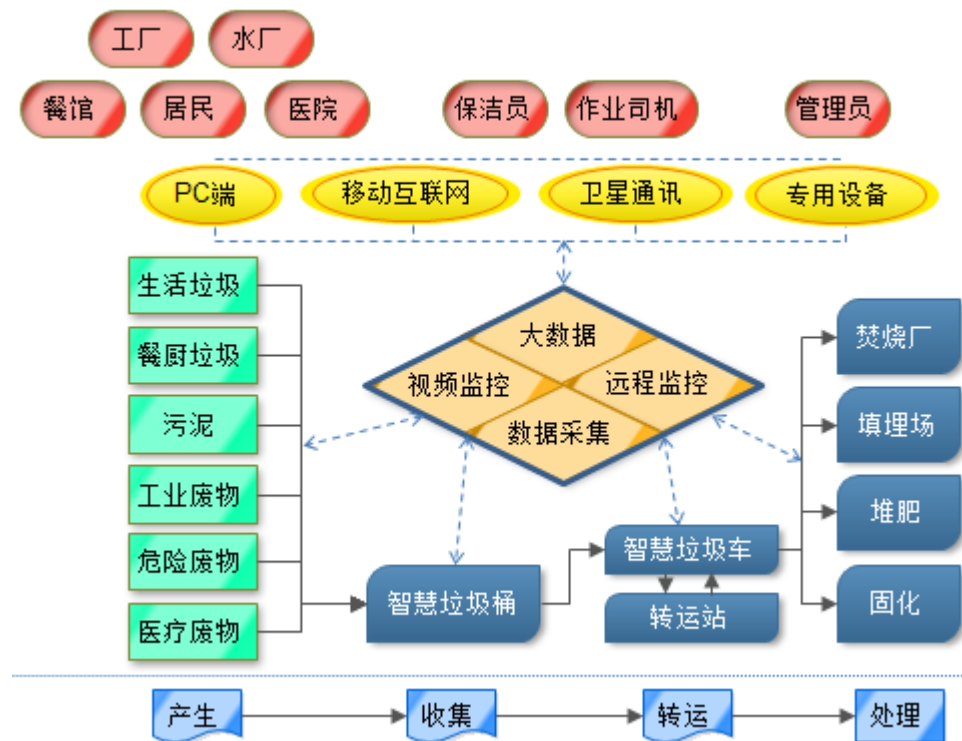 工厂
水厂
餐馆
居民
医院
保洁员
作业司机
管理员
PC端
移动互联网
卫星通讯
专用设备
生活垃圾
餐厨垃圾
污泥
工业废物
危险废物
医疗废物
大数据
视频监控
远程监控
数据采集
智慧垃圾桶
智慧垃圾车
转运站
焚烧厂
填埋场
堆肥
固化
产生
收集
转运
处理